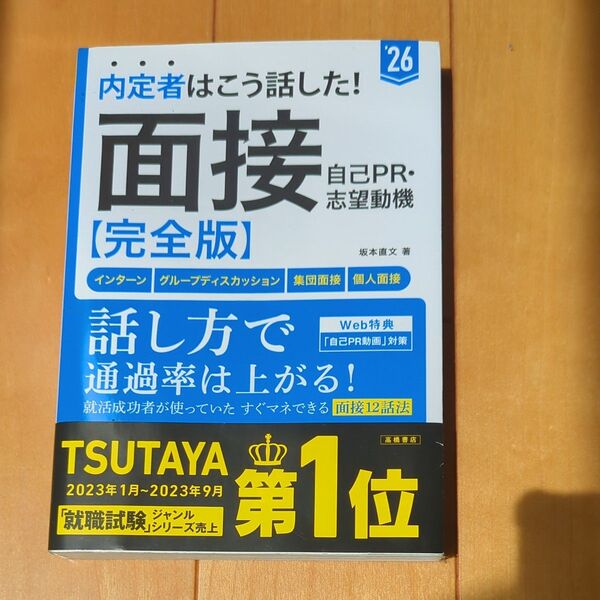 '26
内定者はこう話した!
面接
自己PR・
志望動機
【完全版】
坂本直文 著
インターン
グループディスカッション
集団面接
個人面接
話し方で
通過率は上がる!
Web特典
「自己PR動画」対策
就活成功者が使っていた すぐマネできる 面接12話法
高橋書店
TSUTAYA
2023年1月~2023年9月
「就職試験」ジャンル
シリーズ売上
第1位